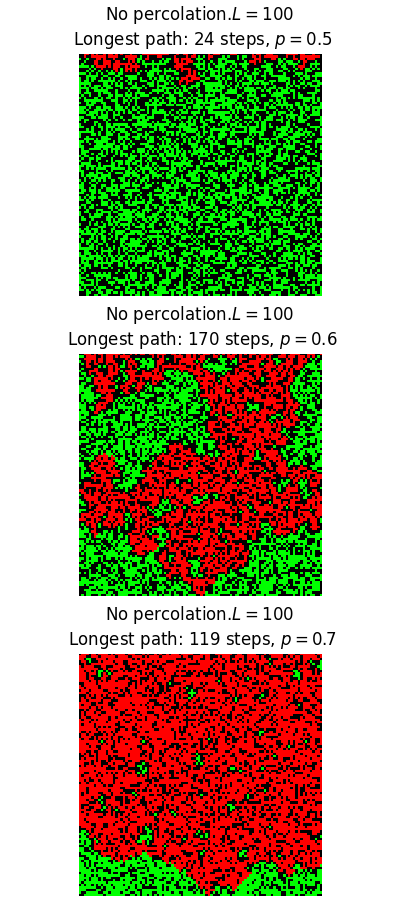 No percolation.L = 100
Longest path: 24 steps, p = 0.5
No percolation.L = 100
Longest path: 170 steps, p = 0.6
No percolation.L = 100
Longest path: 119 steps, p = 0.7